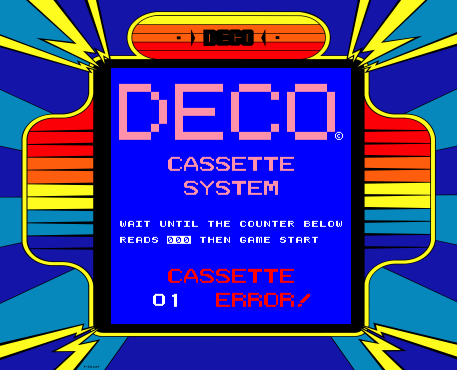 DECO
DECO©
CASSETTE
SYSTEM
WAIT UNTIL THE COUNTER BELOW
READS 000 THEN GAME START
CASSETTE
01 ERROR!